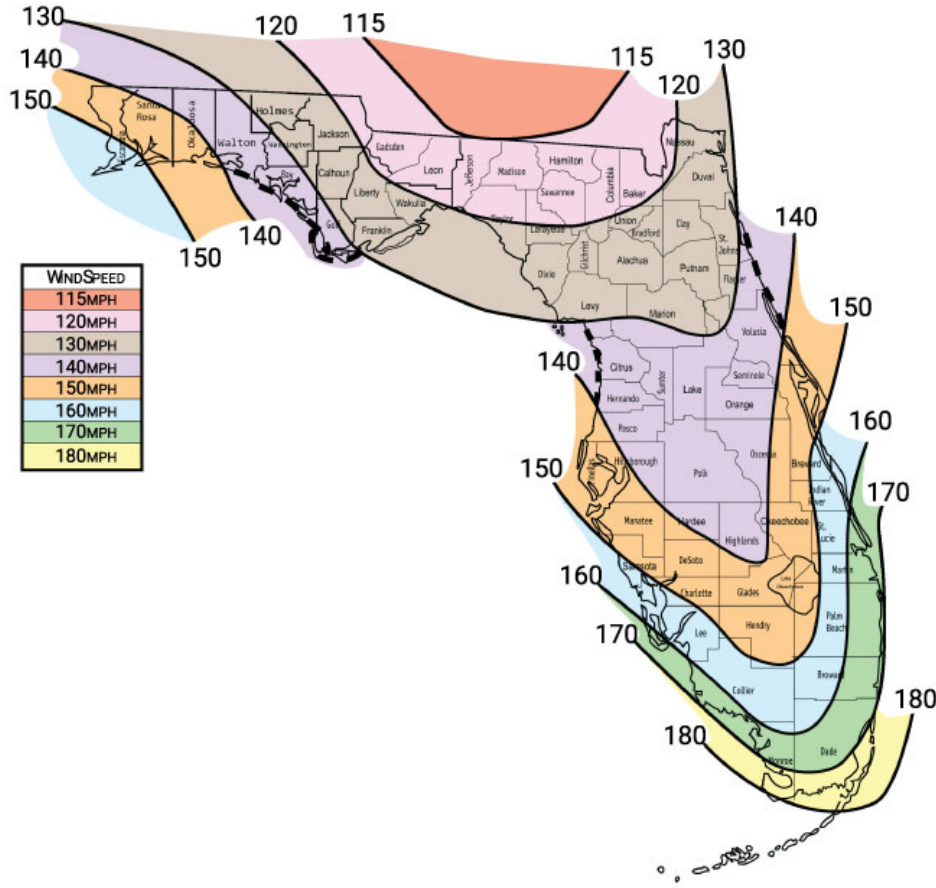 130
120
115
140
150
115
120
130
Santa
Rosa
Okaloosa
Walton
Holmes
Washington
Bay
Jackson
Calhoun
Gulf
Liberty
Franklin
Gadsden
Leon
Wakulla
Jefferson
Madison
Hamilton
Suwannee
Columbia
Baker
Nassau
Duval
Lafayette
Union
Bradford
Clay
St.
Johns
Dixie
Gilchrist
Alachua
Putnam
Flagler
Levy
Marion
150
140
140
150
WINDSPEED
115MPH
120MPH
130MPH
140MPH
150MPH
160MPH
170MPH
180MPH
140
Citrus
Sumter
Lake
Volusia
Seminole
Hernando
Orange
Pasco
Hillsborough
Polk
Osceola
Brevard
160
150
Indian
River
170
Manatee
Hardee
Highlands
Okeechobee
St.
Lucie
160
Sarasota
DeSoto
Martin
Charlotte
Glades
Lake
170
Lee
Hendry
Palm
Beach
Collier
Broward
180
180
Monroe
Dade